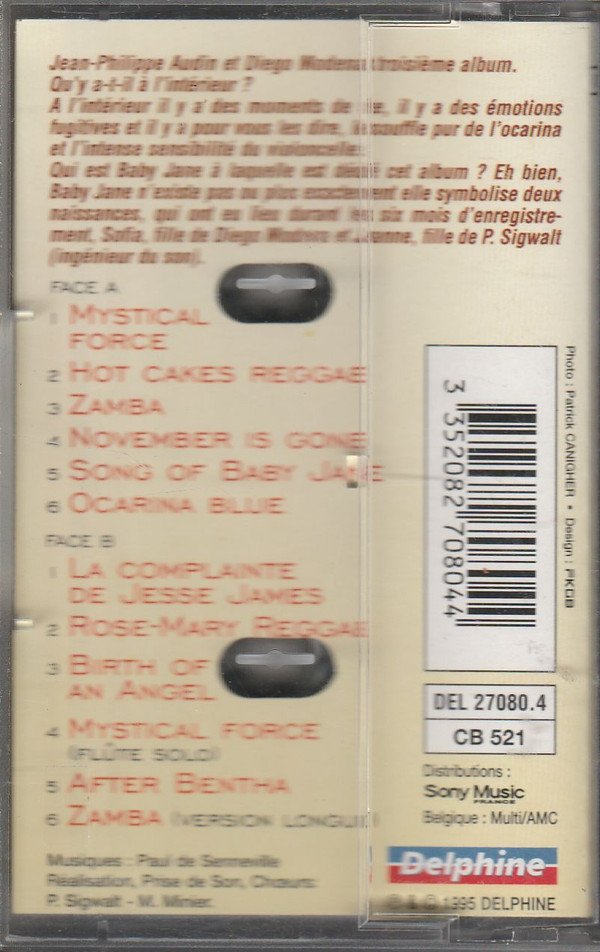 Jean-Philippe Audin et Diego Modena troisième album.
Qu'y a-t-il à l'intérieur ?
A l'intérieur il y a des moments de , il y a des émotions
fugitives et il y a pour vous les dire, le souffle pur de l'ocarina
et l'intense sensibilité du violoncelle.
Qui est Baby Jane à laquelle est dédié cet album ? Eh bien,
Baby Jane n'existe pas ou plus exactement elle symbolise deux
naissances, qui ont eu lieu durant les six mois d'enregistre-
ment, Sofia, fille de Diego Modena et Jeanne, fille de P. Sigwalt
(ingénieur du son).
FACE A
1 MYSTICAL
FORCE
2 HOT CAKES REGGAE
3 ZAMBA
4 NOVEMBER IS GONE
5 SONG OF BABY JANE
6 OCARINA BLUE
FACE B
1 LA COMPLAINTE
DE JESSE JAMES
2 ROSE-MARY REGGAE
3 BIRTH OF
AN ANGEL
4 MYSTICAL FORCE
(FLÛTE SOLO)
5 AFTER BENTHA
6 ZAMBA (VERSION LONGUE)
Musiques : Paul de Senneville
Réalisation, Prise de Son, Chœurs:
P. Sigwalt - M. Winier.
3 352082 708044
Photo : Patrick CANIGHER • Design : PKGB
DEL 27080.4
CB 521
Distributions :
Sony Music
FRANCE
Belgique : Multi/AMC
Delphine
℗ & © 1995 DELPHINE